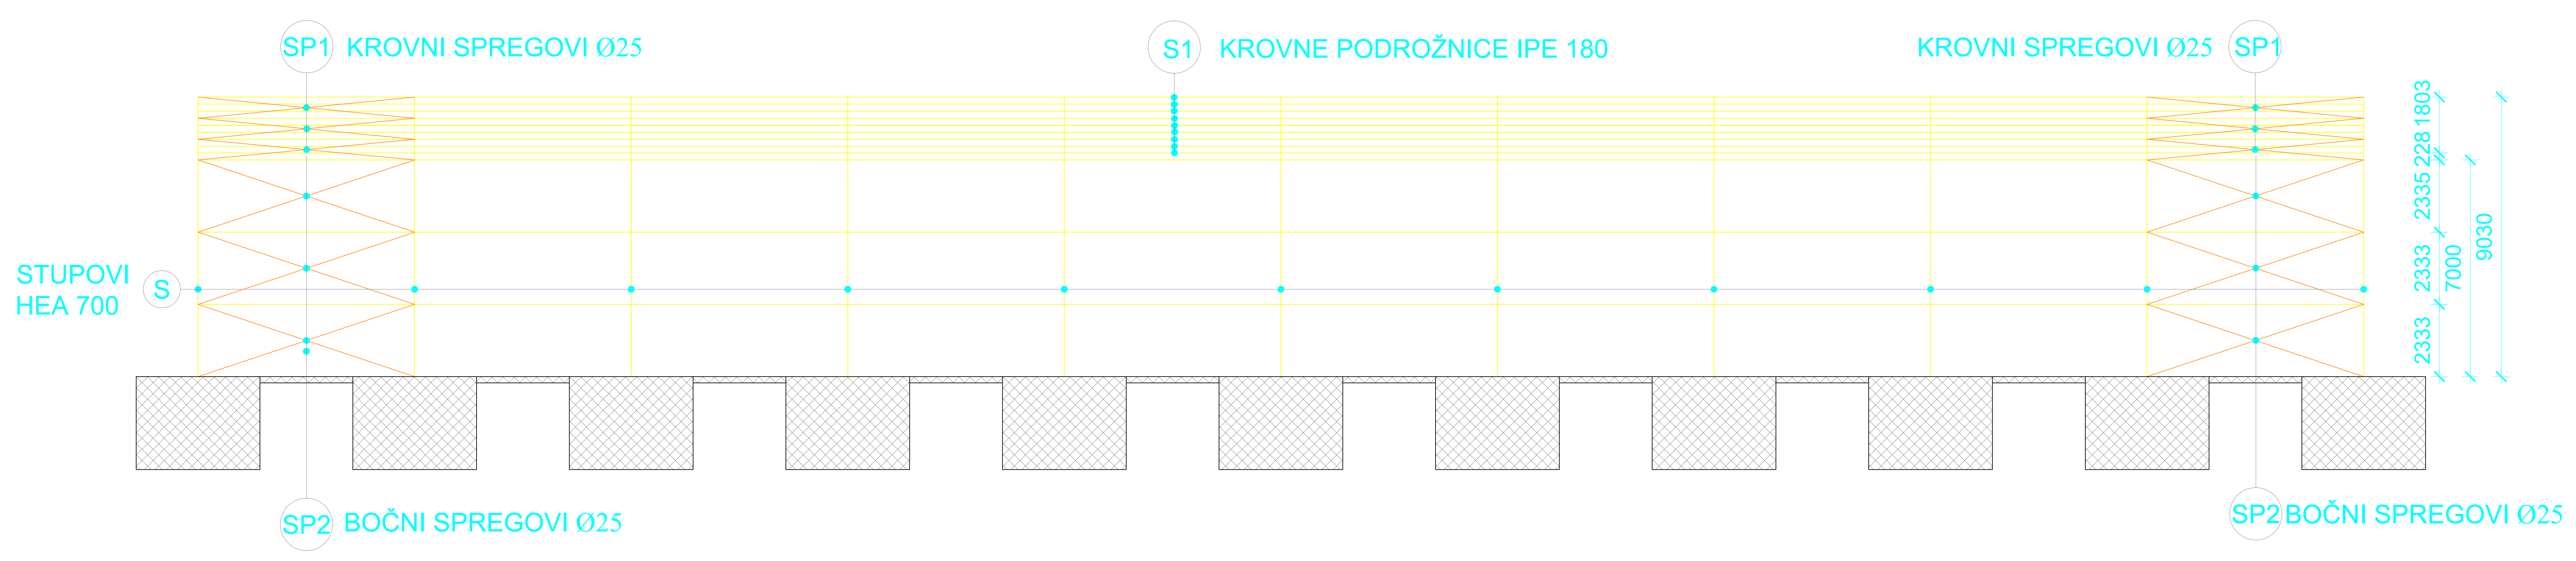 SP1 KROVNI SPREGOVI Ø25
S1 KROVNE PODROŽNICE IPE 180
KROVNI SPREGOVI Ø25 SP1
1803
228
2335
2333
2333
7000
9030
STUPOVI
HEA 700
S
SP2 BOČNI SPREGOVI Ø25
SP2 BOČNI SPREGOVI Ø25